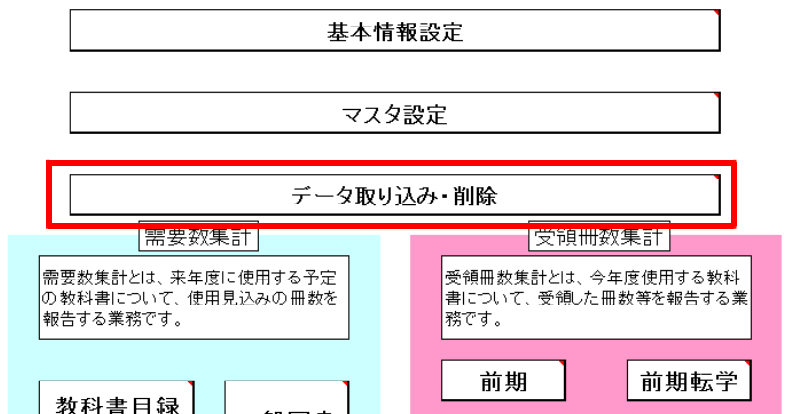 基本情報設定
マスタ設定
データ取り込み・削除
需要数集計
需要数集計とは、来年度に使用する予定
の教科書について、使用見込みの冊数を
報告する業務です。
教科書目録
受領冊数集計
受領冊数集計とは、今年度使用する教科
書について、受領した冊数等を報告する業
務です。
前期
前期転学